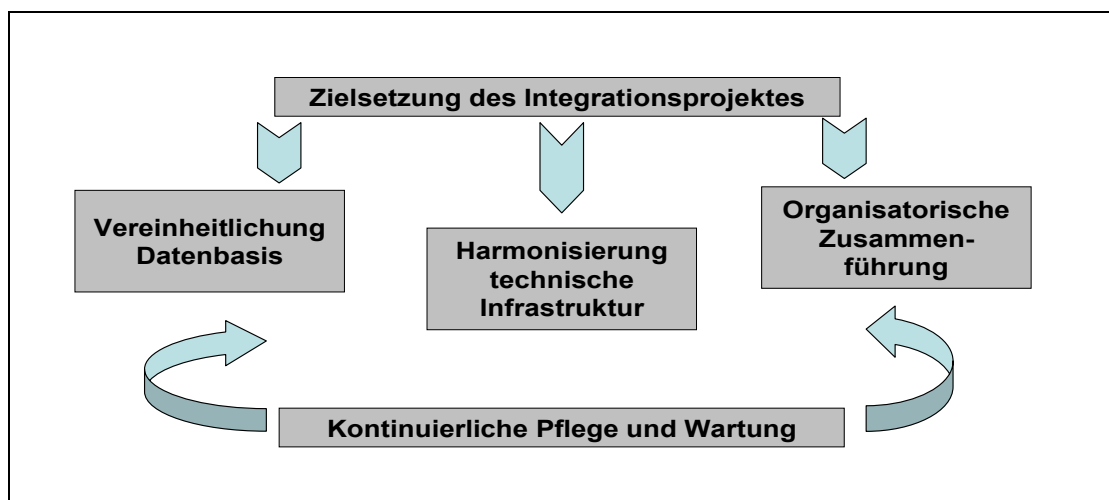 Zielsetzung des Integrationsprojektes
Vereinheitlichung
Datenbasis
Harmonisierung
technische
Infrastruktur
Organisatorische
Zusammen-
führung
Kontinuierliche Pflege und Wartung